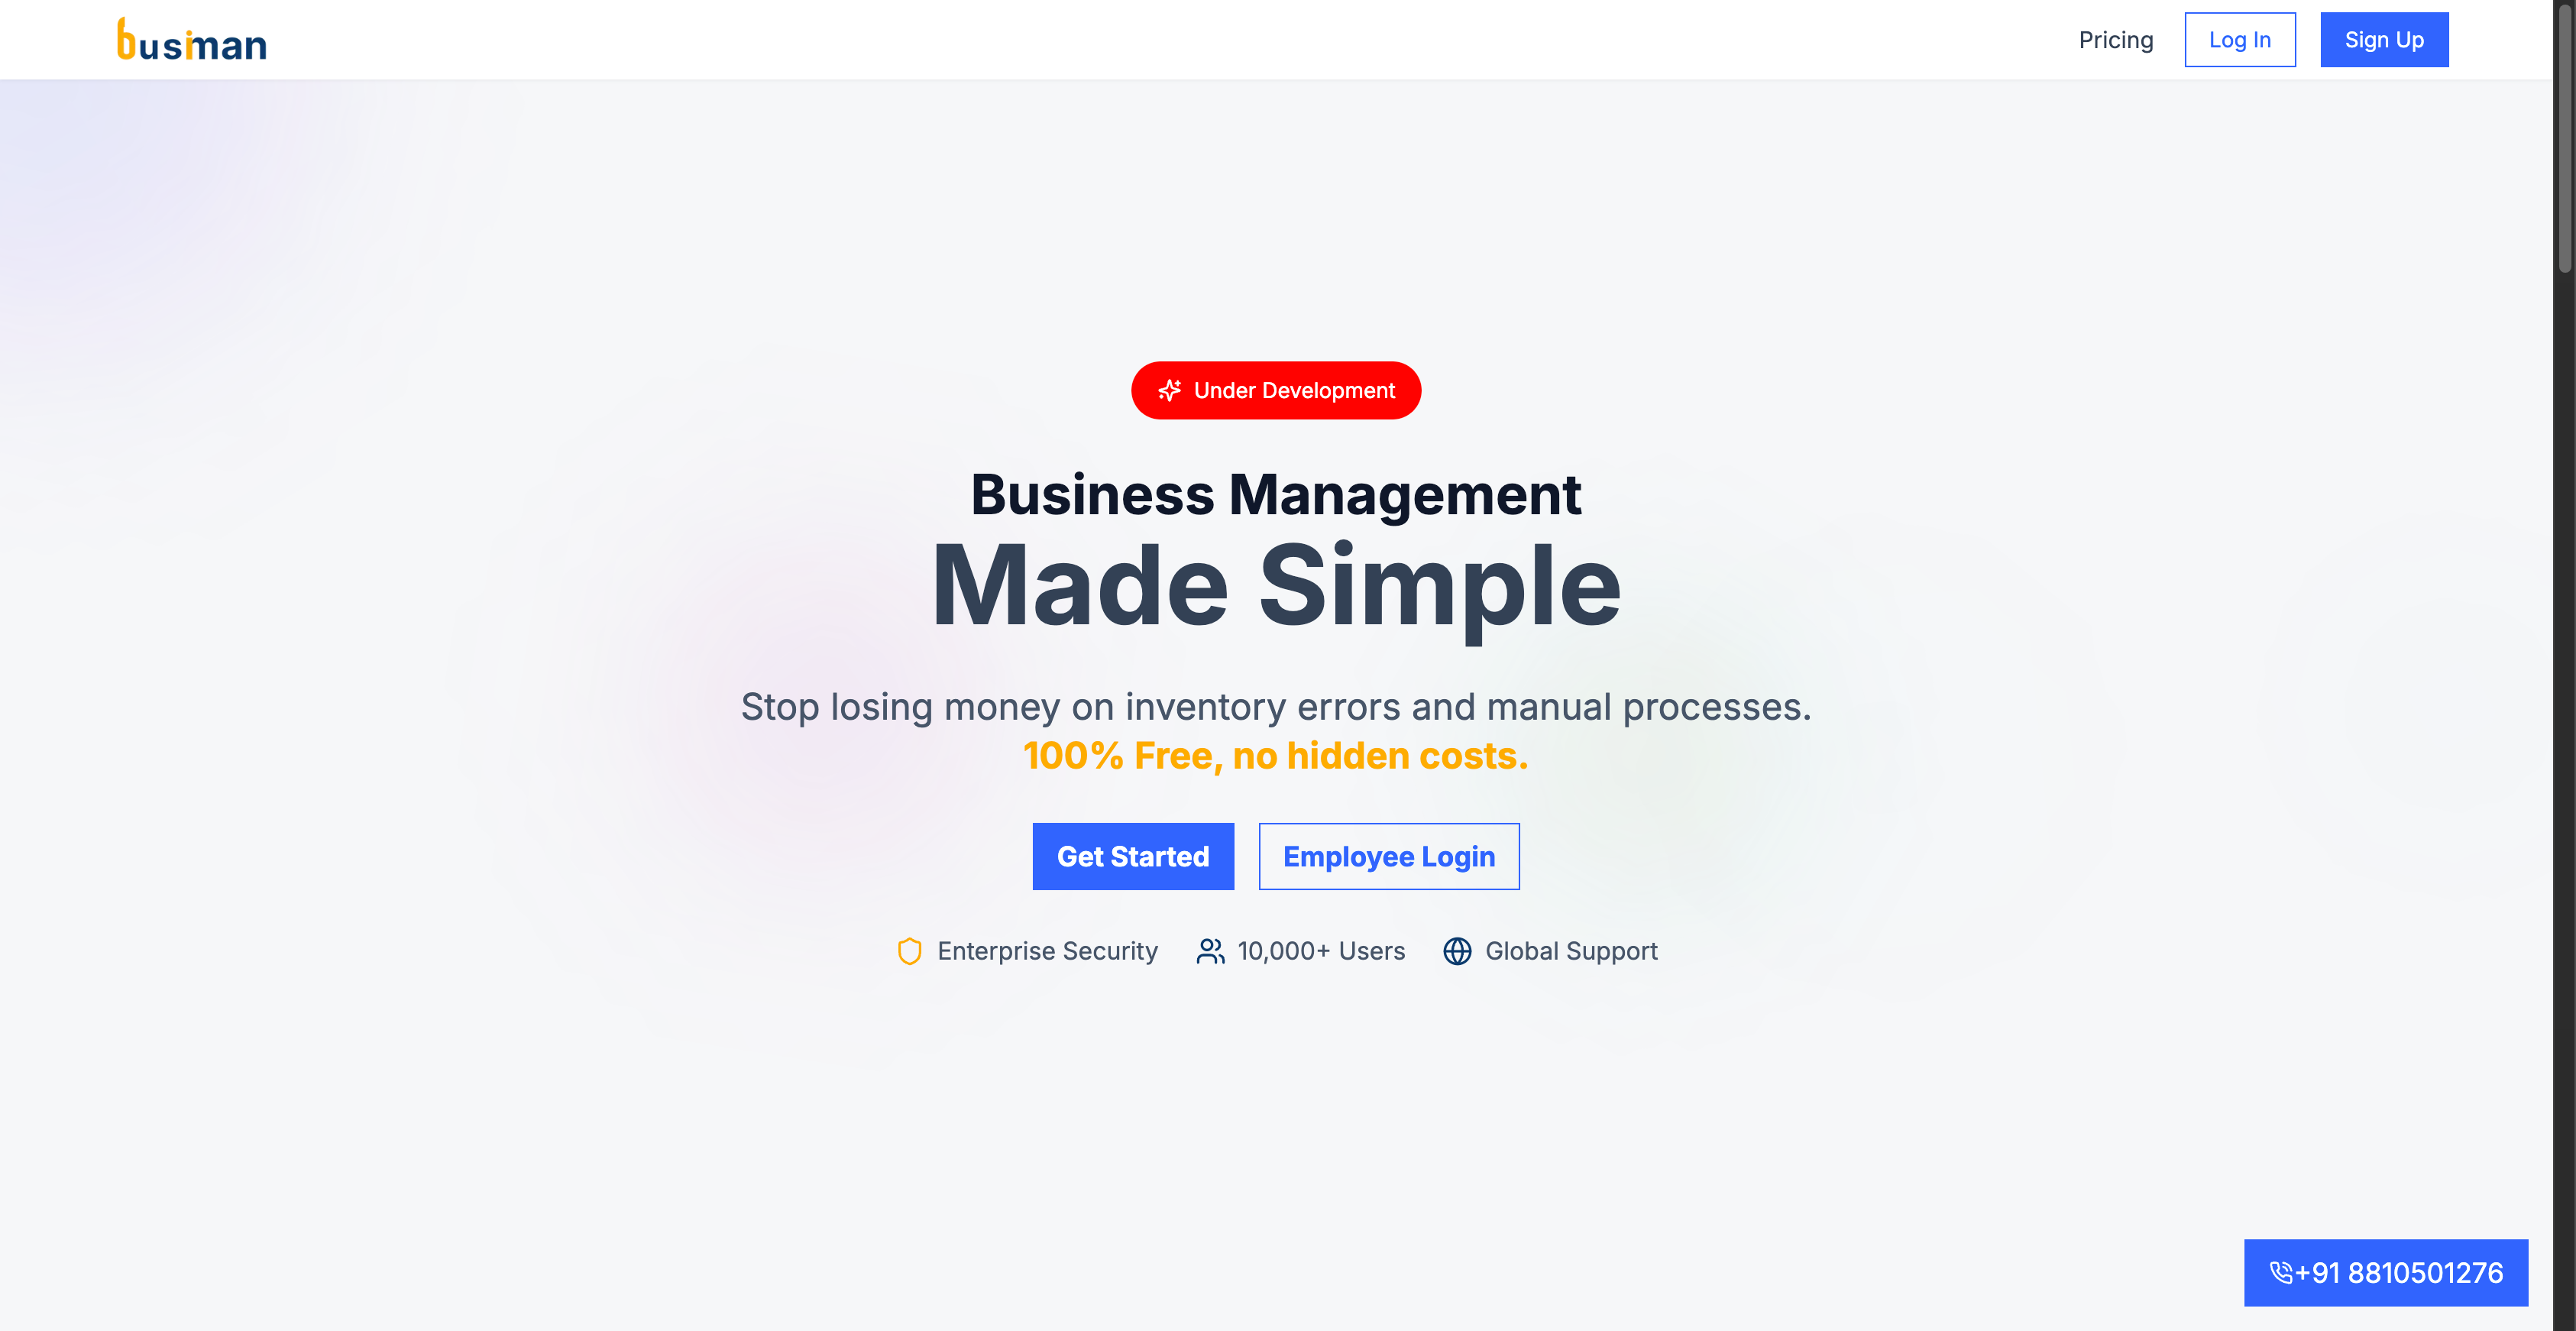 busiman
Pricing
Log In
Sign Up
Under Development
Business Management
Made Simple
Stop losing money on inventory errors and manual processes.
100% Free, no hidden costs.
Get Started
Employee Login
Enterprise Security
10,000+ Users
Global Support
+91 8810501276